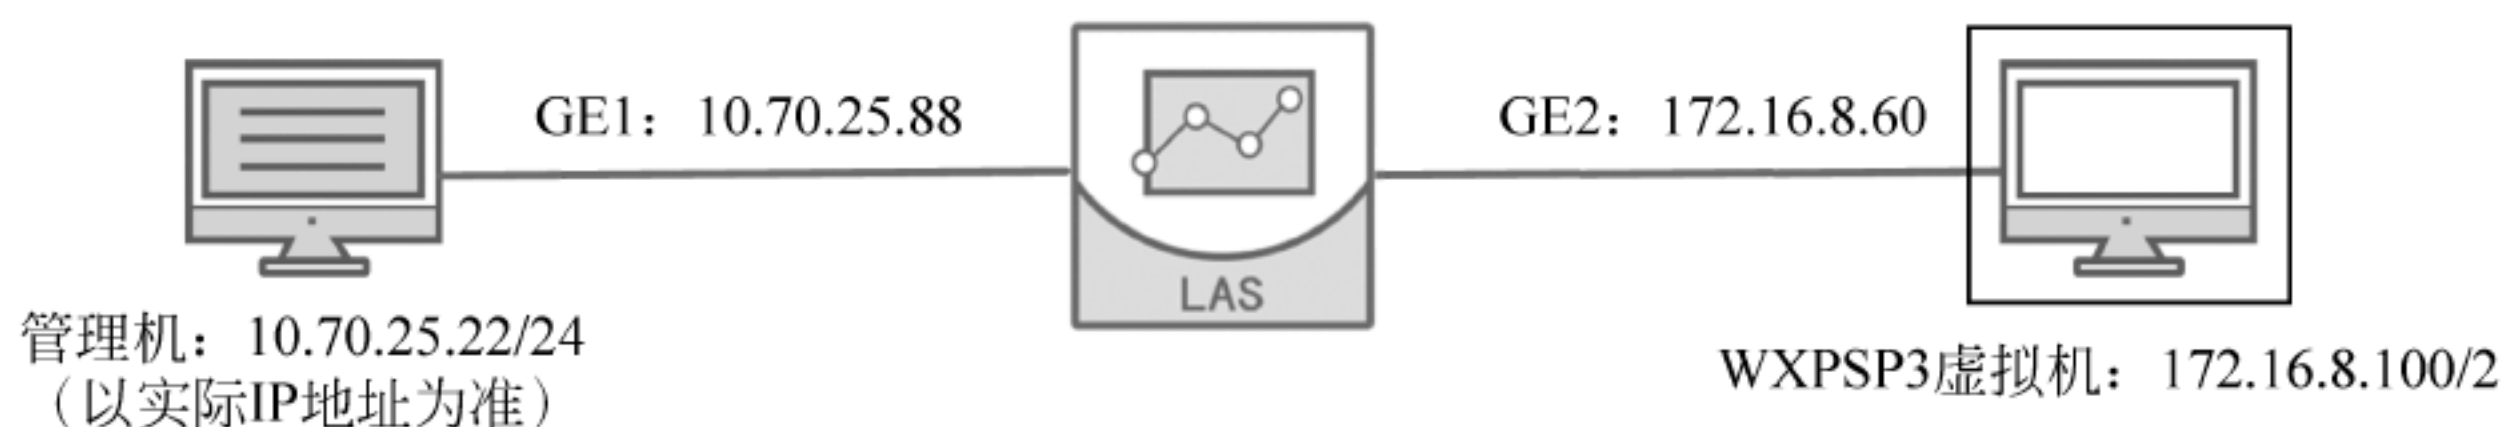 GE1：10.70.25.88
GE2：172.16.8.60
LAS
管理机：10.70.25.22/24
（以实际IP地址为准）
WXPSP3虚拟机：172.16.8.100/2